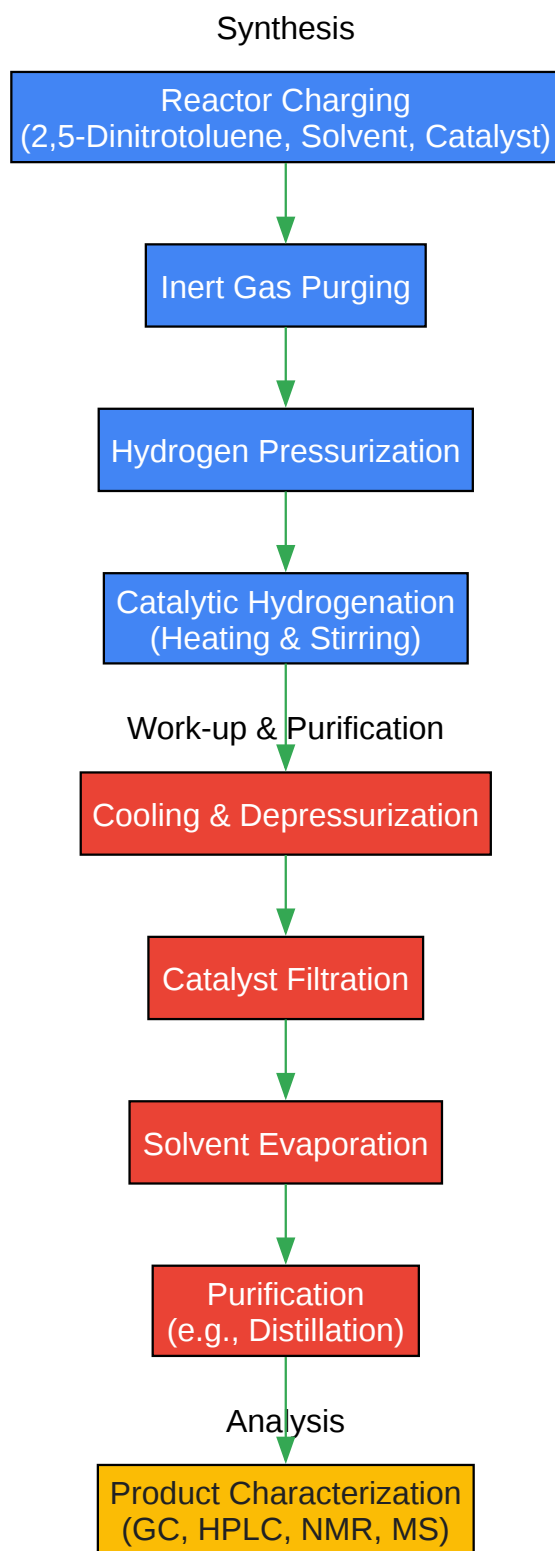 Synthesis
Reactor Charging
(2,5-Dinitrotoluene, Solvent, Catalyst)
Inert Gas Purging
Hydrogen Pressurization
Catalytic Hydrogenation
(Heating & Stirring)
Work-up & Purification
Cooling & Depressurization
Catalyst Filtration
Solvent Evaporation
Purification
(e.g., Distillation)
Analysis
Product Characterization
(GC, HPLC, NMR, MS)